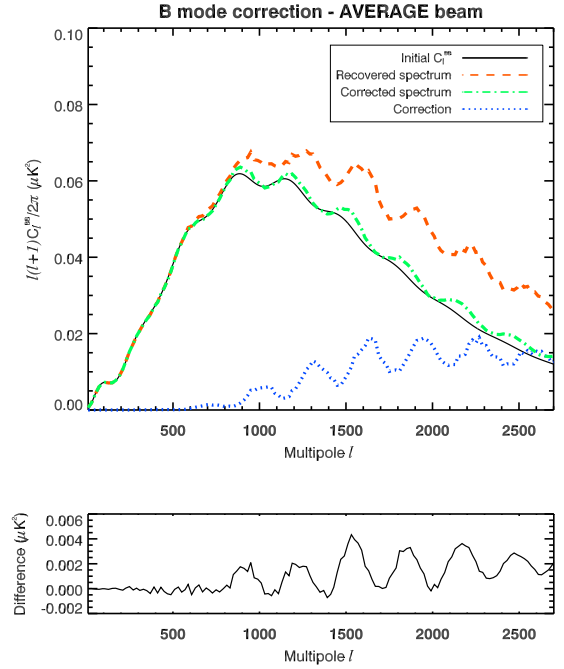 B mode correction - AVERAGE beam
0.10
0.08
0.06
0.04
0.02
0.00
l(l+1)C_l^BB/2π (μK²)
Initial C_l^BB
Recovered spectrum
Corrected spectrum
Correction
500 1000 1500 2000 2500
Multipole l
0.006
0.004
0.002
0.000
-0.002
Difference (μK²)
500 1000 1500 2000 2500
Multipole l